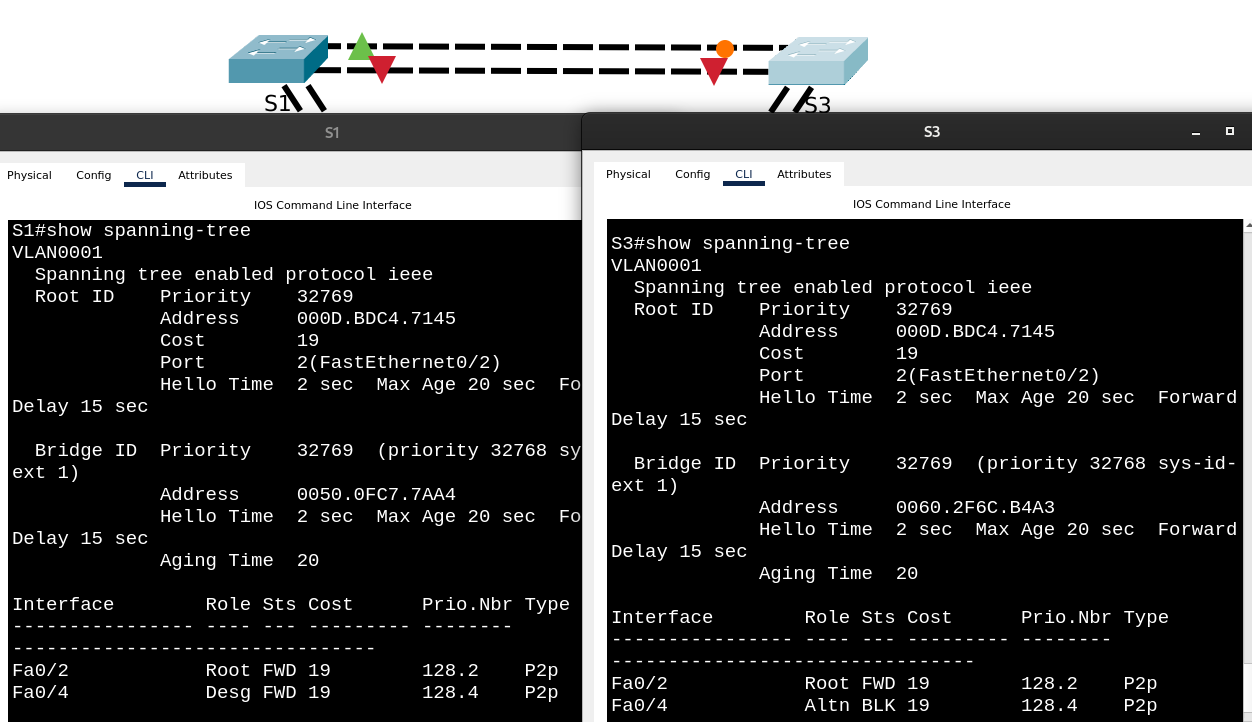 S1
S3
S1
Physical Config CLI Attributes
IOS Command Line Interface
S1#show spanning-tree
VLAN0001
  Spanning tree enabled protocol ieee
  Root ID    Priority    32769
             Address     000D.BDC4.7145
             Cost        19
             Port        2(FastEthernet0/2)
             Hello Time  2 sec  Max Age 20 sec  Fo
Delay 15 sec

  Bridge ID  Priority    32769  (priority 32768 sy
ext 1)
             Address     0050.0FC7.7AA4
             Hello Time  2 sec  Max Age 20 sec  Fo
Delay 15 sec
             Aging Time  20

Interface        Role Sts Cost      Prio.Nbr Type
---------------- ---- --- --------- --------
--------------------------------
Fa0/2            Root FWD 19        128.2    P2p
Fa0/4            Desg FWD 19        128.4    P2p
S3
Physical Config CLI Attributes
IOS Command Line Interface
S3#show spanning-tree
VLAN0001
  Spanning tree enabled protocol ieee
  Root ID    Priority    32769
             Address     000D.BDC4.7145
             Cost        19
             Port        2(FastEthernet0/2)
             Hello Time  2 sec  Max Age 20 sec  Forward
Delay 15 sec

  Bridge ID  Priority    32769  (priority 32768 sys-id-
ext 1)
             Address     0060.2F6C.B4A3
             Hello Time  2 sec  Max Age 20 sec  Forward
Delay 15 sec
             Aging Time  20

Interface        Role Sts Cost      Prio.Nbr Type
---------------- ---- --- --------- --------
--------------------------------
Fa0/2            Root FWD 19        128.2    P2p
Fa0/4            Altn BLK 19        128.4    P2p